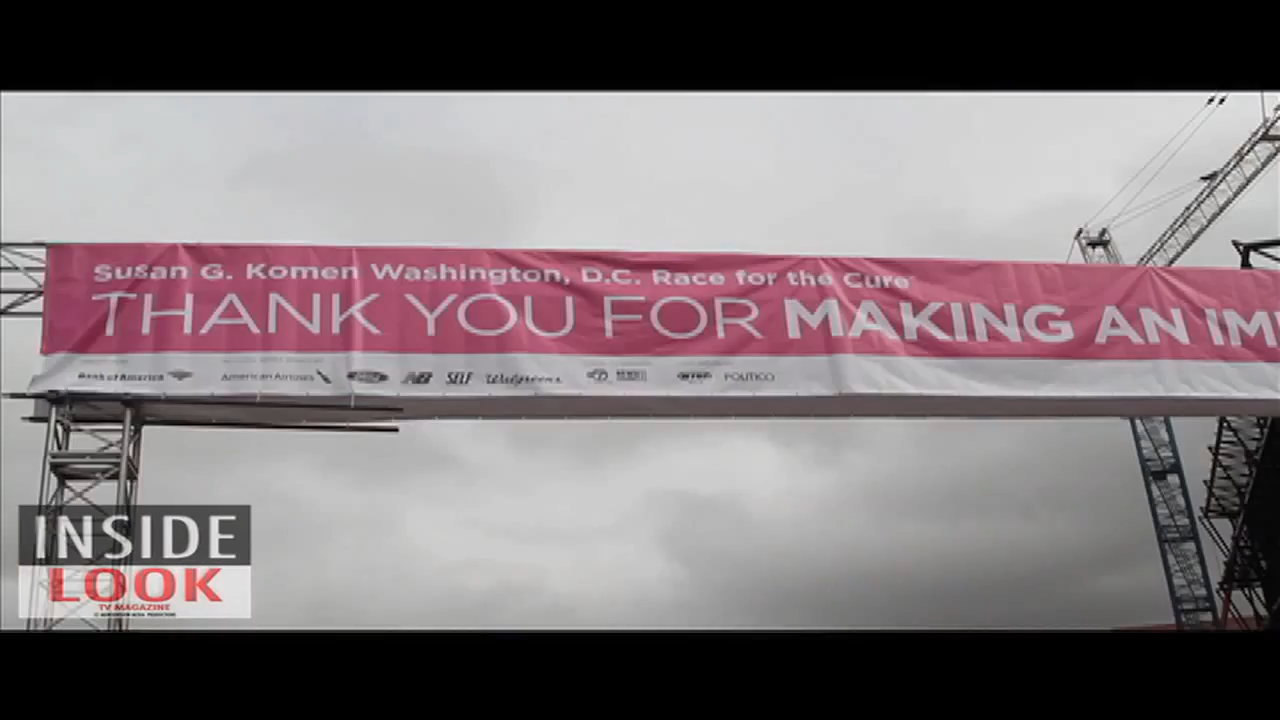 Susan G. Komen Washington, D.C. Race for the Cure
THANK YOU FOR MAKING AN IM
Bank of America American Airlines NB SELF Walgreens POLITICO
INSIDE
LOOK
TV MAGAZINE